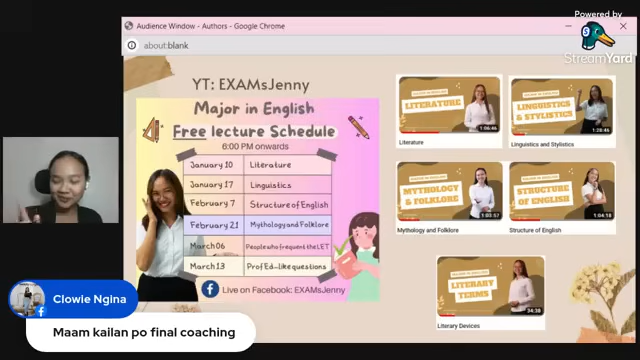 Powered by
StreamYard
Audience Window - Authors - Google Chrome
about:blank
YT: EXAMsJenny
Major in English
Free lecture Schedule
6:00 PM onwards
January 10 Literature
January 17 Linguistics
February 7 Structure of English
February 21 Mythology and Folklore
March 06 People who frequent the LET
March 13 Prof Ed-like questions
Live on Facebook: EXAMsJenny
LITERATURE
1:06:46
Literature
LINGUISTICS
& STYLISTICS
1:28:46
Linguistics and Stylistics
MYTHOLOGY
& FOLKLORE
1:03:57
Mythology and Folklore
STRUCTURE
OF ENGLISH
1:04:18
Structure of English
LITERARY
TERMS
34:38
Literary Devices
Clowie Ngina
Maam kailan po final coaching